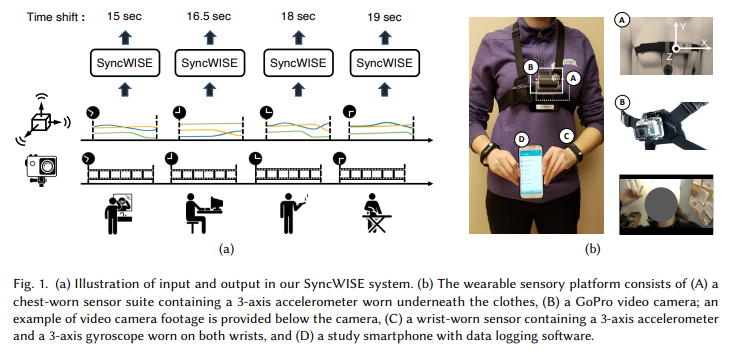 Time shift : 15 sec 16.5 sec 18 sec 19 sec
SyncWISE SyncWISE SyncWISE SyncWISE
(a)
B
A
D
C
A
Y
X
Z
B
(b)
Fig. 1. (a) Illustration of input and output in our SyncWISE system. (b) The wearable sensory platform consists of (A) a
chest-worn sensor suite containing a 3-axis accelerometer worn underneath the clothes, (B) a GoPro video camera; an
example of video camera footage is provided below the camera, (C) a wrist-worn sensor containing a 3-axis accelerometer
and a 3-axis gyroscope worn on both wrists, and (D) a study smartphone with data logging software.